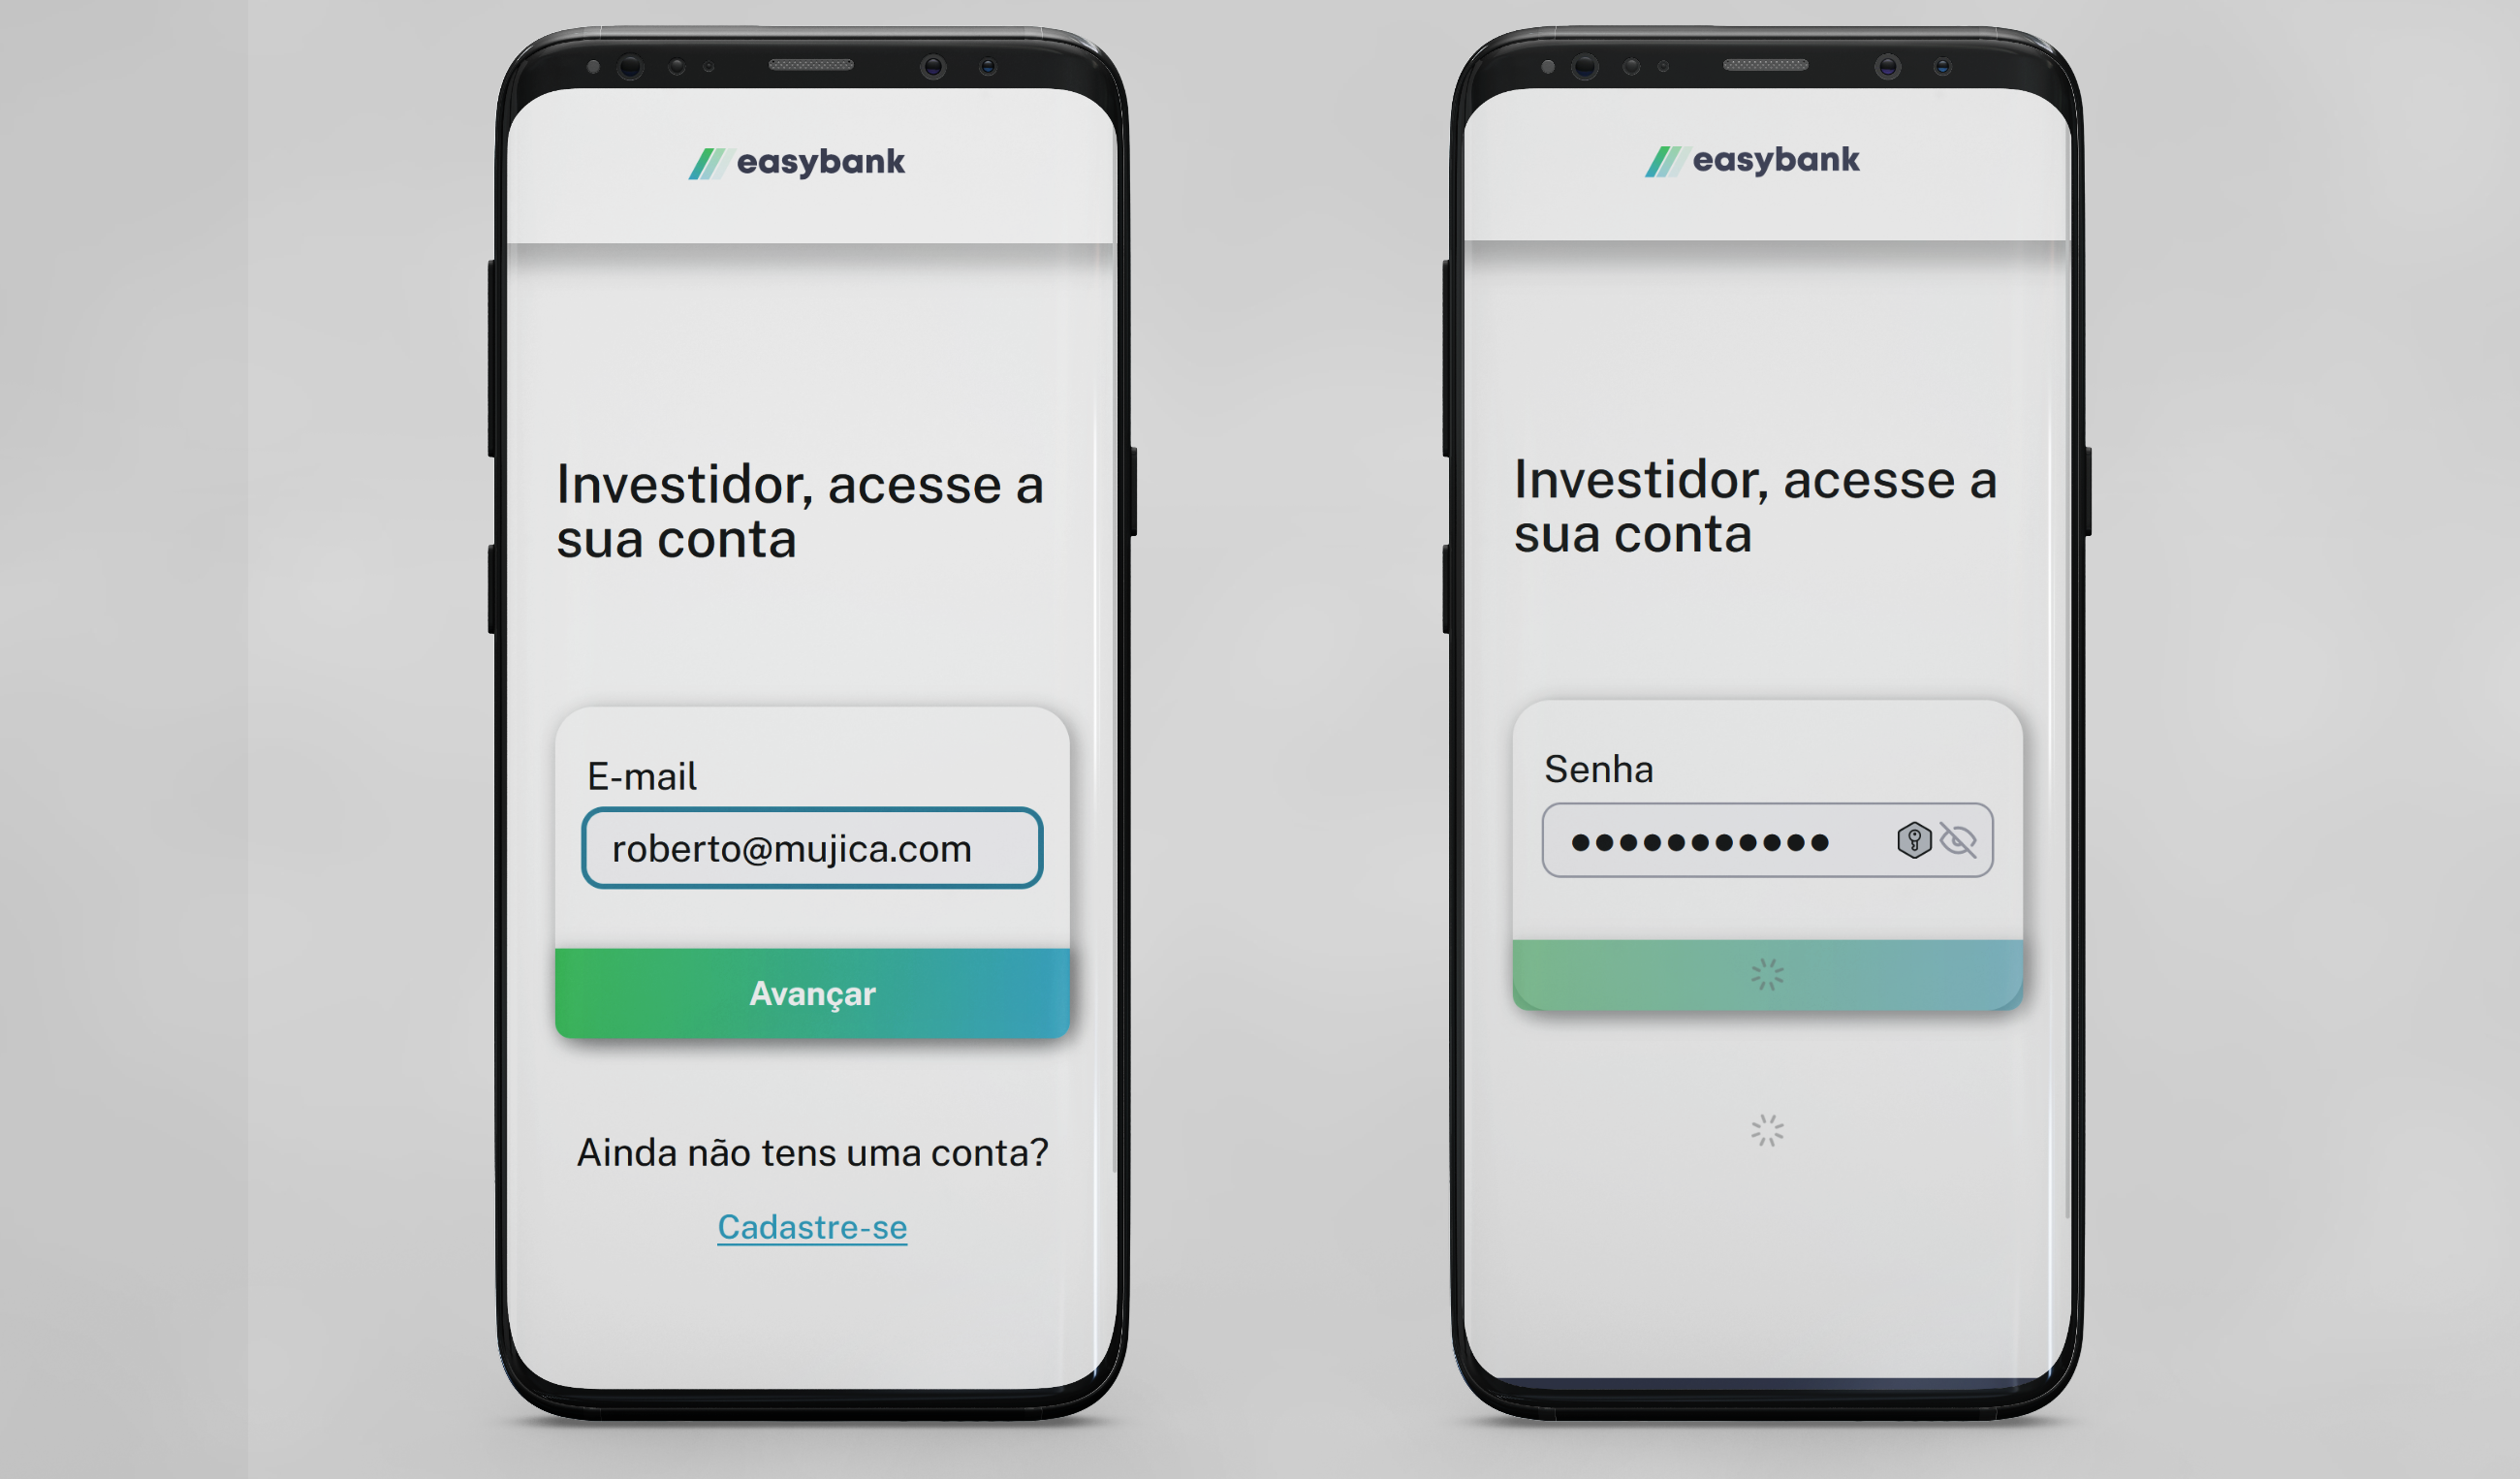 easybank
Investidor, acesse a
sua conta
E-mail
roberto@mujica.com
Avançar
Ainda não tens uma conta?
Cadastre-se
easybank
Investidor, acesse a
sua conta
Senha
●●●●●●●●●●●